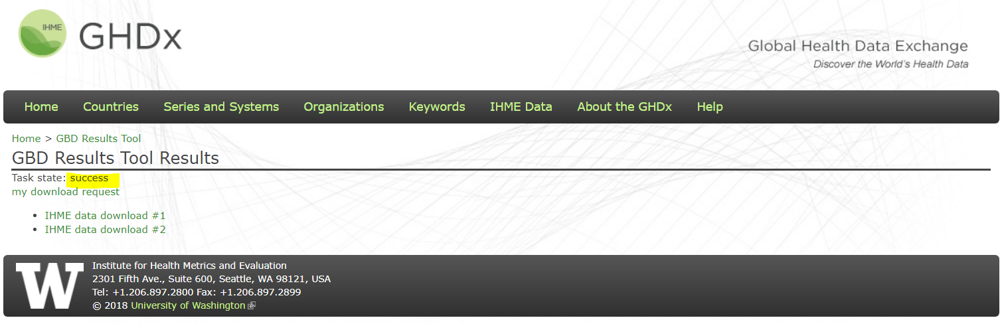 IHME
GHDx
Global Health Data Exchange
Discover the World's Health Data
Home Countries Series and Systems Organizations Keywords IHME Data About the GHDx Help
Home > GBD Results Tool
GBD Results Tool Results
Task state: success
my download request
• IHME data download #1
• IHME data download #2
W
Institute for Health Metrics and Evaluation
2301 Fifth Ave., Suite 600, Seattle, WA 98121, USA
Tel: +1.206.897.2800 Fax: +1.206.897.2899
© 2018 University of Washington